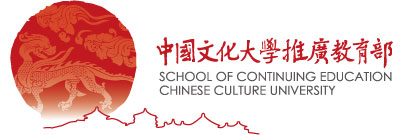 中國文化大學推廣教育部
SCHOOL OF CONTINUING EDUCATION
CHINESE CULTURE UNIVERSITY